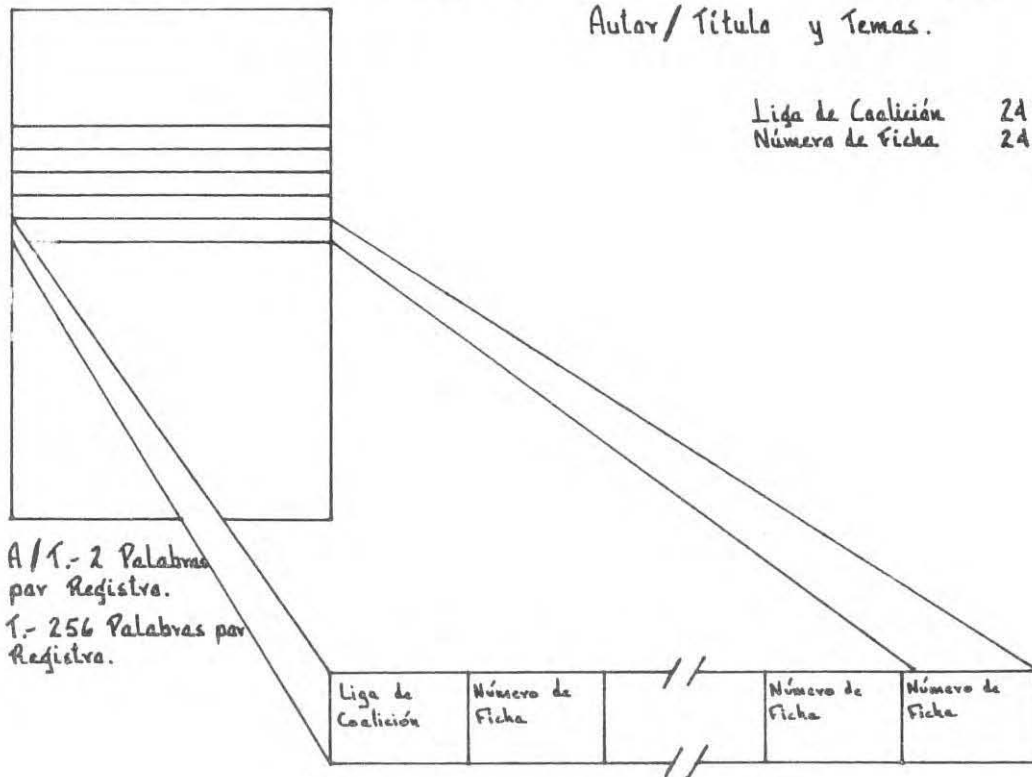 Autor/Título y Temas.
Liga de Coalición 24
Número de Ficha 24
A/T.- 2 Palabras
por Registro.
T.- 256 Palabras por
Registro.
Liga de
Coalición
Número de
Ficha
Número de
Ficha
Número de
Ficha